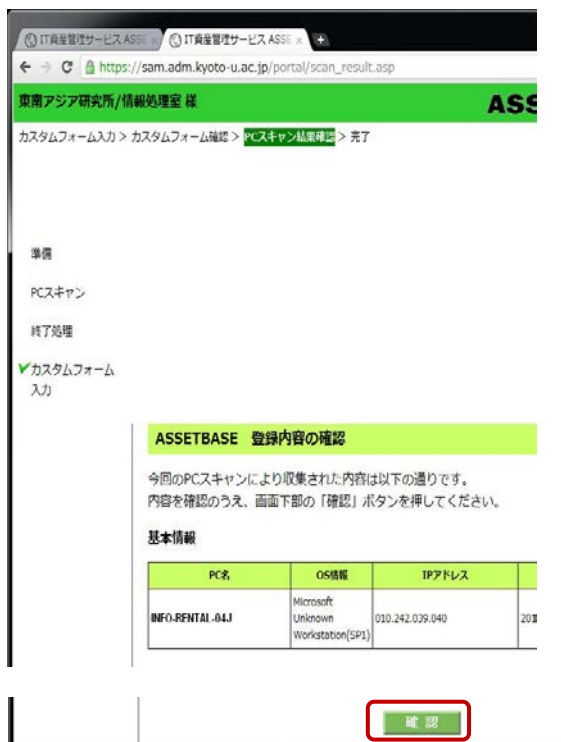 IT資産管理サービス ASSE × IT資産管理サービス ASSE ×
https://sam.adm.kyoto-u.ac.jp/portal/scan_result.asp
東南アジア研究所/情報処理室 様 ASS
カスタムフォーム入力 > カスタムフォーム確認 > PCスキャン結果確認 > 完了
準備
PCスキャン
終了処理
カスタムフォーム
入力
ASSETBASE 登録内容の確認
今回のPCスキャンにより収集された内容は以下の通りです。
内容を確認のうえ、画面下部の「確認」ボタンを押してください。
基本情報
PC名 OS情報 IPアドレス
INFO-RENTAL-04J Microsoft Unknown Workstation(SP1) 010.242.039.040 201
確認